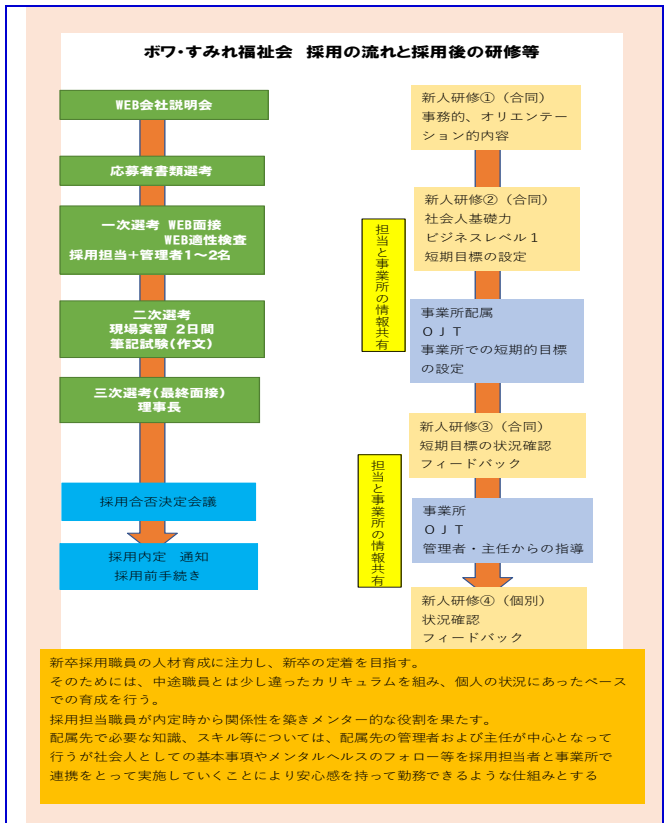 ボワ・すみれ福祉会 採用の流れと採用後の研修等
WEB会社説明会
応募者書類選考
一次選考 WEB面接
WEB適性検査
採用担当+管理者1~2名
二次選考
現場実習 2日間
筆記試験(作文)
三次選考(最終面接)
理事長
採用合否決定会議
採用内定 通知
採用前手続き
新人研修①(合同)
事務的、オリエンテー
ション的内容
新人研修②(合同)
社会人基礎力
ビジネスレベル1
短期目標の設定
担当と事業所の情報共有
事業所配属
OJT
事業所での短期的目標
の設定
新人研修③(合同)
短期目標の状況確認
フィードバック
担当と事業所の情報共有
事業所
OJT
管理者・主任からの指導
新人研修④(個別)
状況確認
フィードバック
新卒採用職員の人材育成に注力し、新卒の定着を目指す。
そのためには、中途職員とは少し違ったカリキュラムを組み、個人の状況にあったペース
での育成を行う。
採用担当職員が内定時から関係性を築きメンター的な役割を果たす。
配属先で必要な知識、スキル等については、配属先の管理者および主任が中心となって
行うが社会人としての基本事項やメンタルヘルスのフォロー等を採用担当者と事業所で
連携をとって実施していくことにより安心感を持って勤務できるような仕組みとする